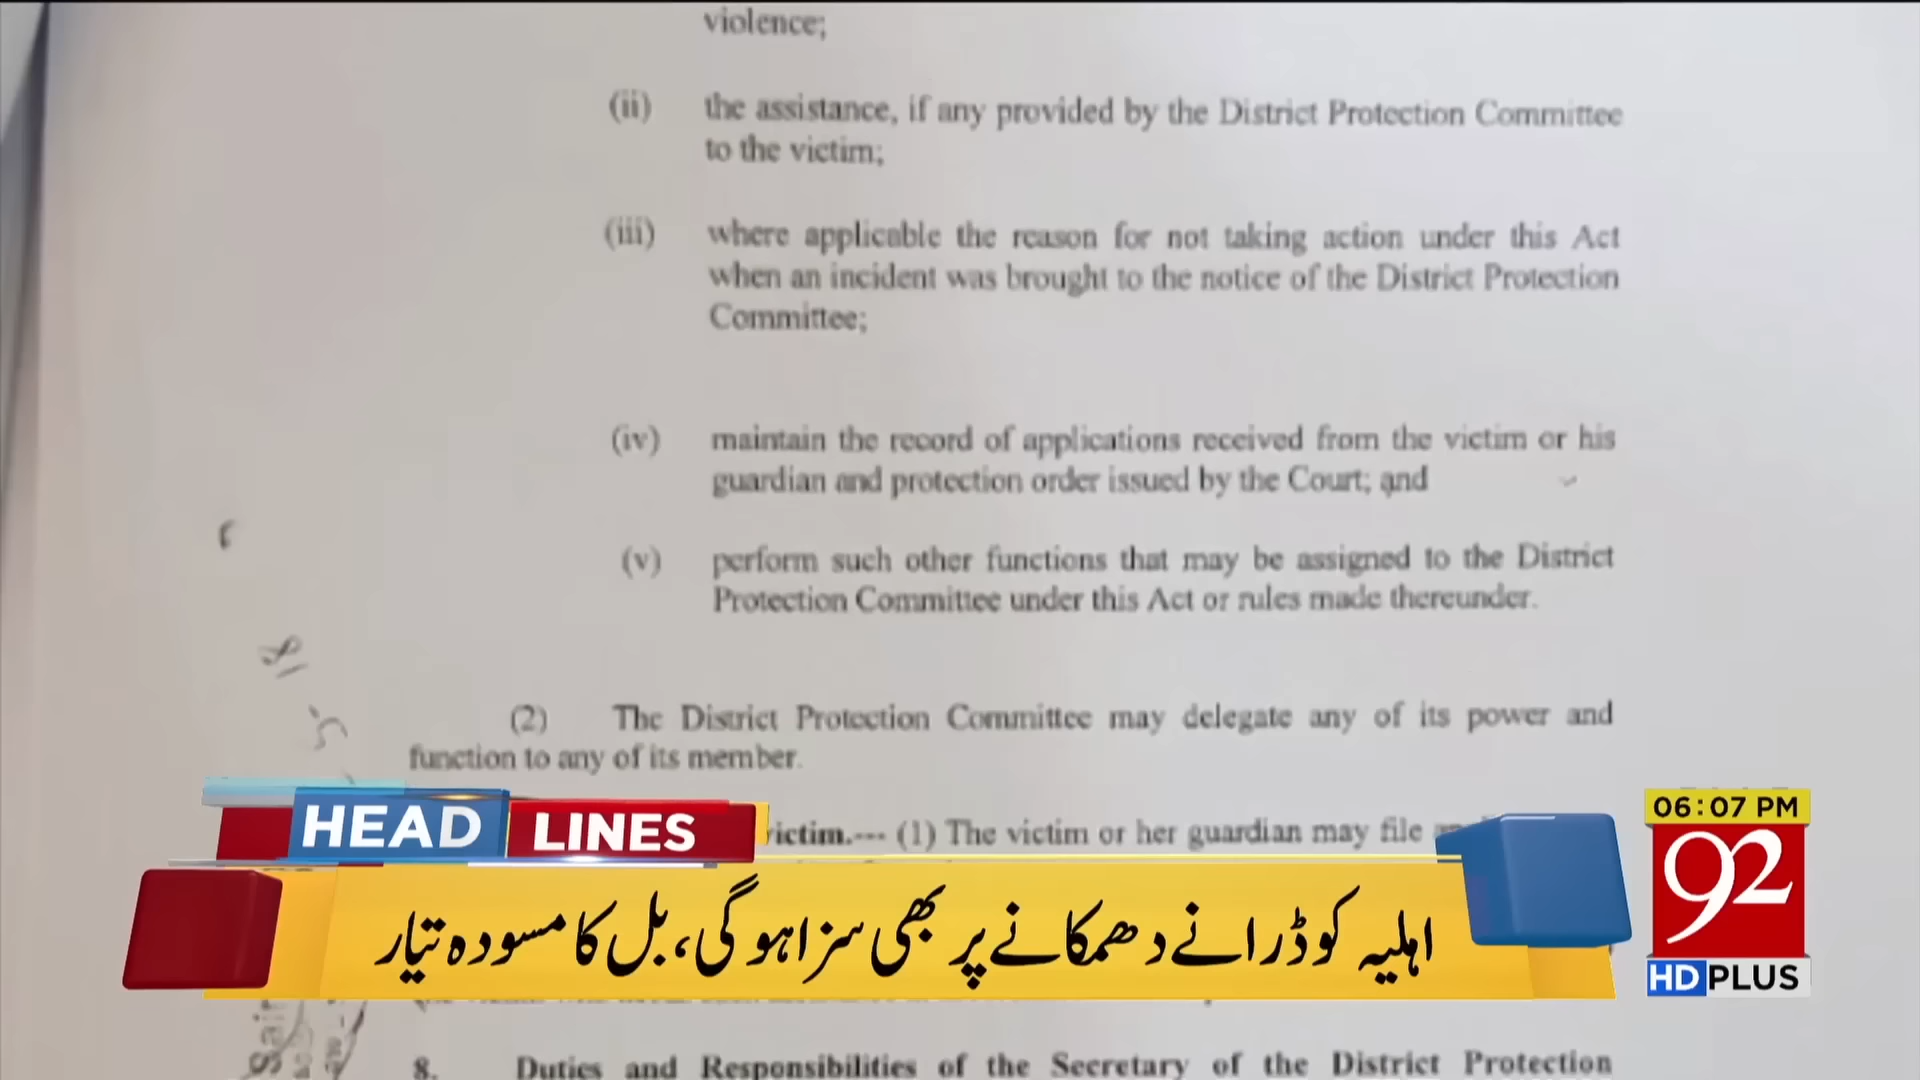 violence;
(ii) the assistance, if any provided by the District Protection Committee
to the victim;
(iii) where applicable the reason for not taking action under this Act
when an incident was brought to the notice of the District Protection
Committee;
(iv) maintain the record of applications received from the victim or his
guardian and protection order issued by the Court; and
(v) perform such other functions that may be assigned to the District
Protection Committee under this Act or rules made thereunder.
(2) The District Protection Committee may delegate any of its power and
function to any of its member.
victim.--- (1) The victim or her guardian may file
HEAD LINES
اہلیہ کو ڈرانے دھمکانے پر بھی سزا ہوگی، بل کا مسودہ تیار
06:07 PM
92
HD PLUS
8. Duties and Responsibilities of the Secretary of the District Protection